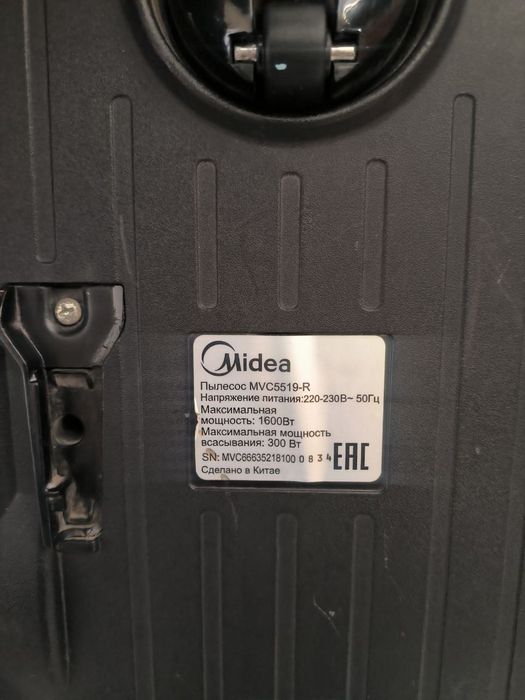 Midea
Пылесос MVC5519-R
Напряжение питания:220-230В~ 50Гц
Максимальная
мощность: 1600Вт
Максимальная мощность
всасывания: 300 Вт
SN: MVC66635218100 0 8 3 4
Сделано в Китае
EAC